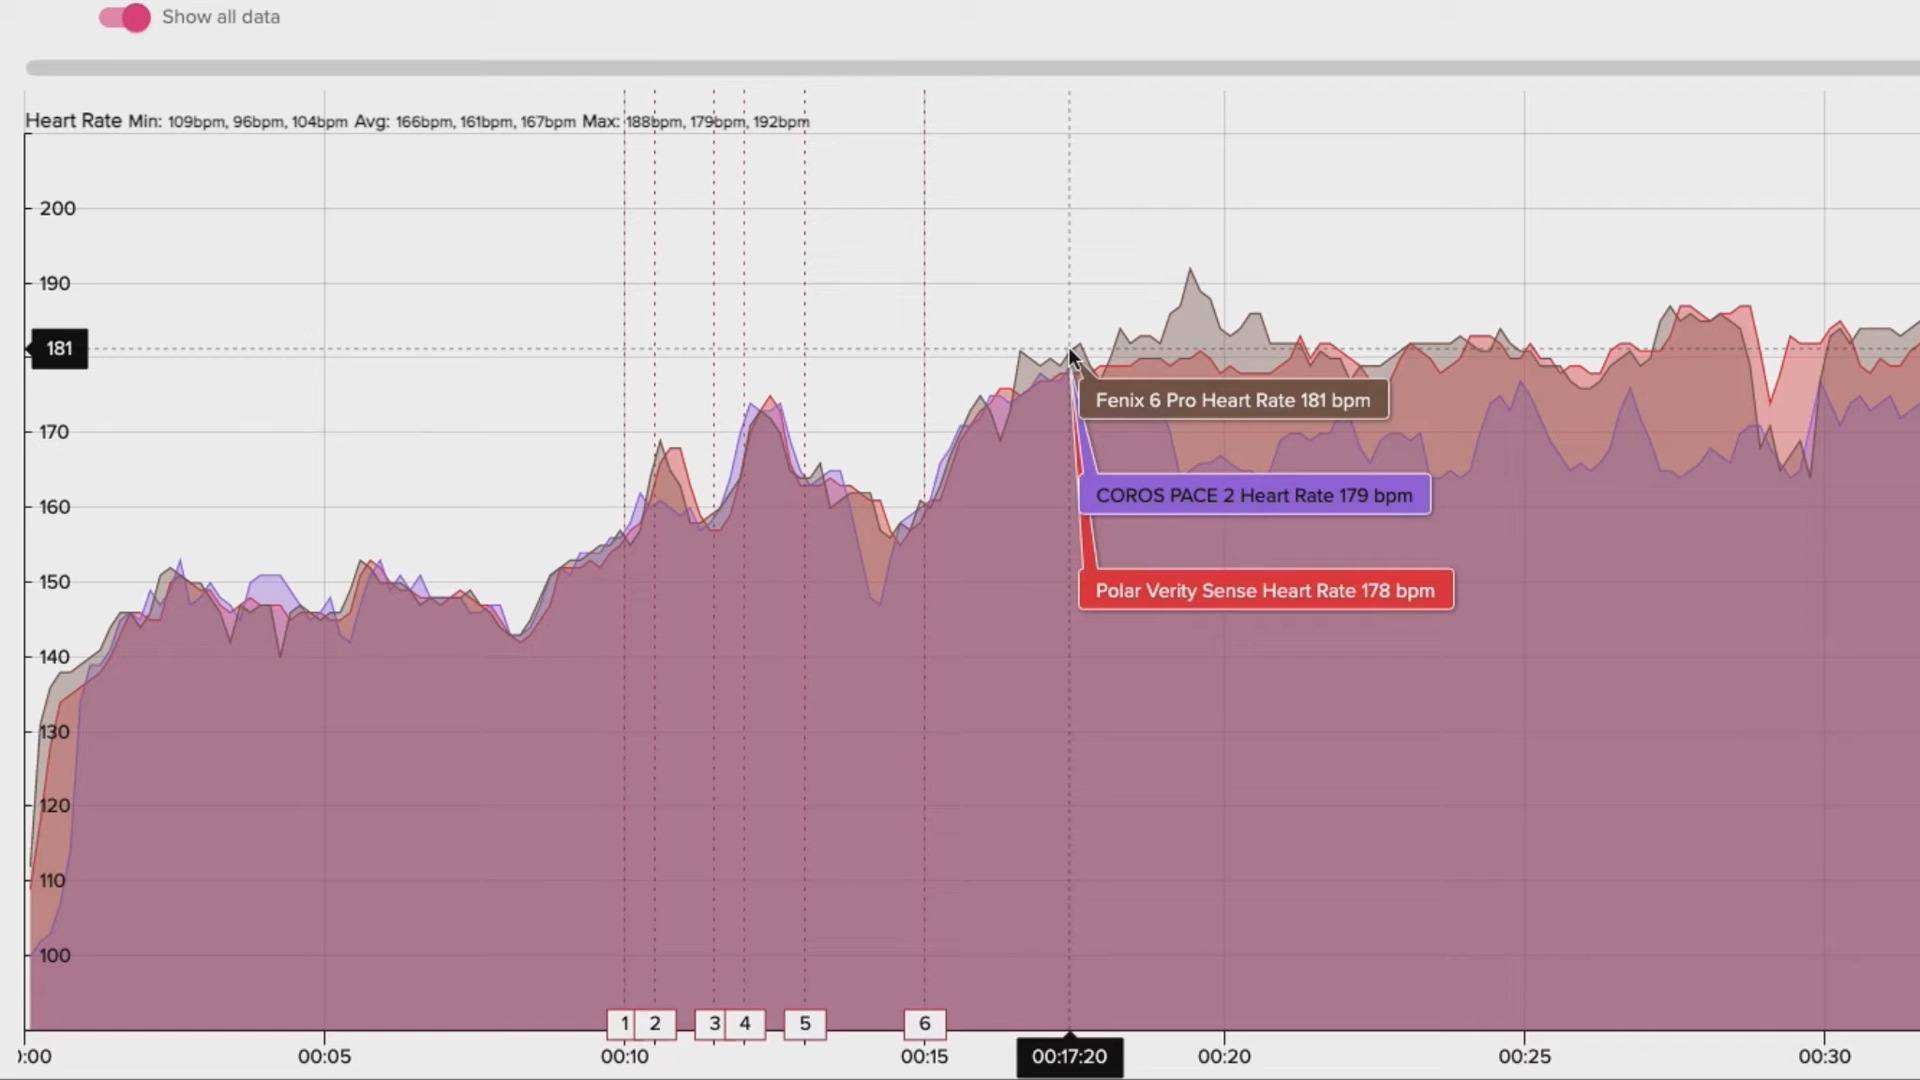 Show all data
Heart Rate Min: 109bpm, 96bpm, 104bpm Avg: 166bpm, 161bpm, 167bpm Max: 188bpm, 179bpm, 192bpm
200
190
181
170
160
150
140
130
120
110
100
Fenix 6 Pro Heart Rate 181 bpm
COROS PACE 2 Heart Rate 179 bpm
Polar Verity Sense Heart Rate 178 bpm
1 2 3 4 5 6
):00 00:05 00:10 00:15 00:17:20 00:20 00:25 00:30